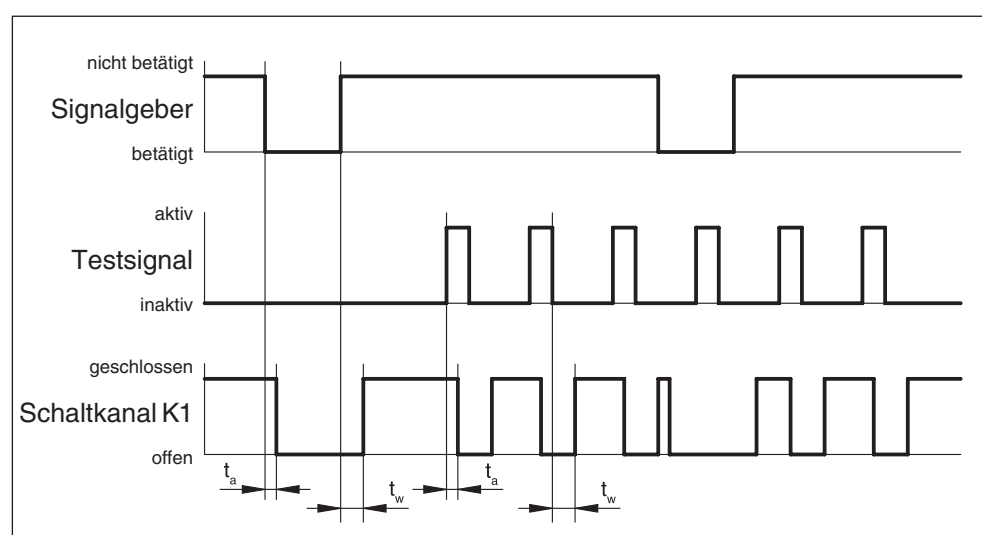 nicht betätigt
Signalgeber
betätigt
aktiv
Testsignal
inaktiv
geschlossen
Schaltkanal K1
offen
ta
tw
ta
tw